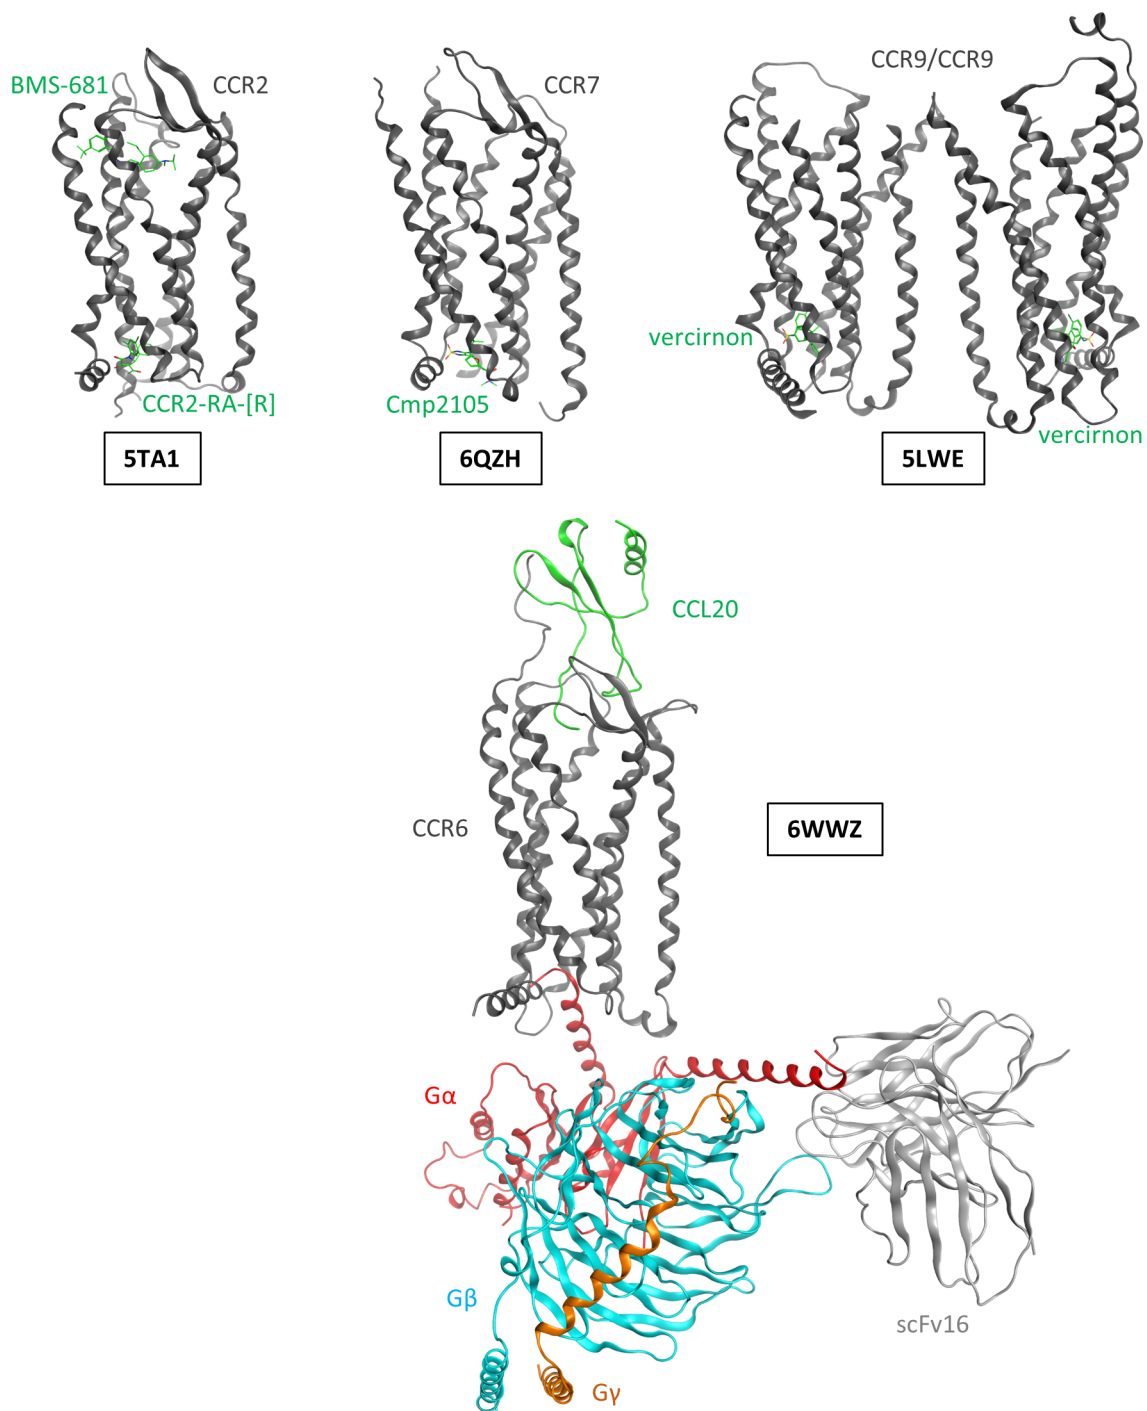 BMS-681
CCR2
CCR7
CCR9/CCR9
vercirnon
CCR2-RA-[R]
Cmp2105
vercirnon
5TA1
6QZH
5LWE
CCL20
CCR6
6WWZ
Gα
Gβ
scFv16
Gγ